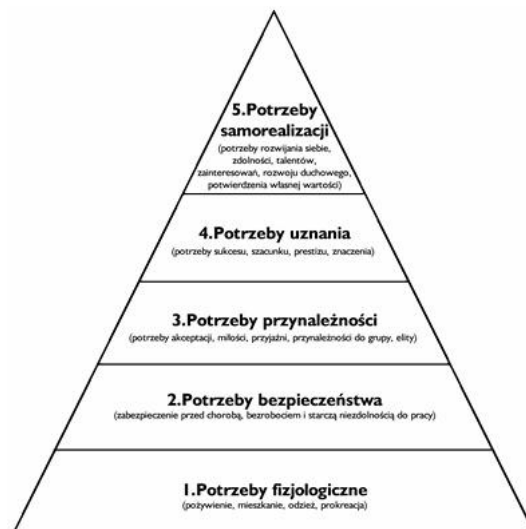 5.Potrzeby
samorealizacji
(potrzeby rozwijania siebie,
zdolności, talentów,
zainteresowań, rozwoju duchowego,
potwierdzenia własnej wartości)
4.Potrzeby uznania
(potrzeby sukcesu, szacunku, prestizu, znaczenia)
3.Potrzeby przynależności
(potrzeby akceptacji, miłości, przyjaźni, przynależności do grupy, elity)
2.Potrzeby bezpieczeństwa
(zabezpieczenie przed chorobą, bezrobociem i starczą niezdolnością do pracy)
1.Potrzeby fizjologiczne
(pożywienie, mieszkanie, odzież, prokreacja)